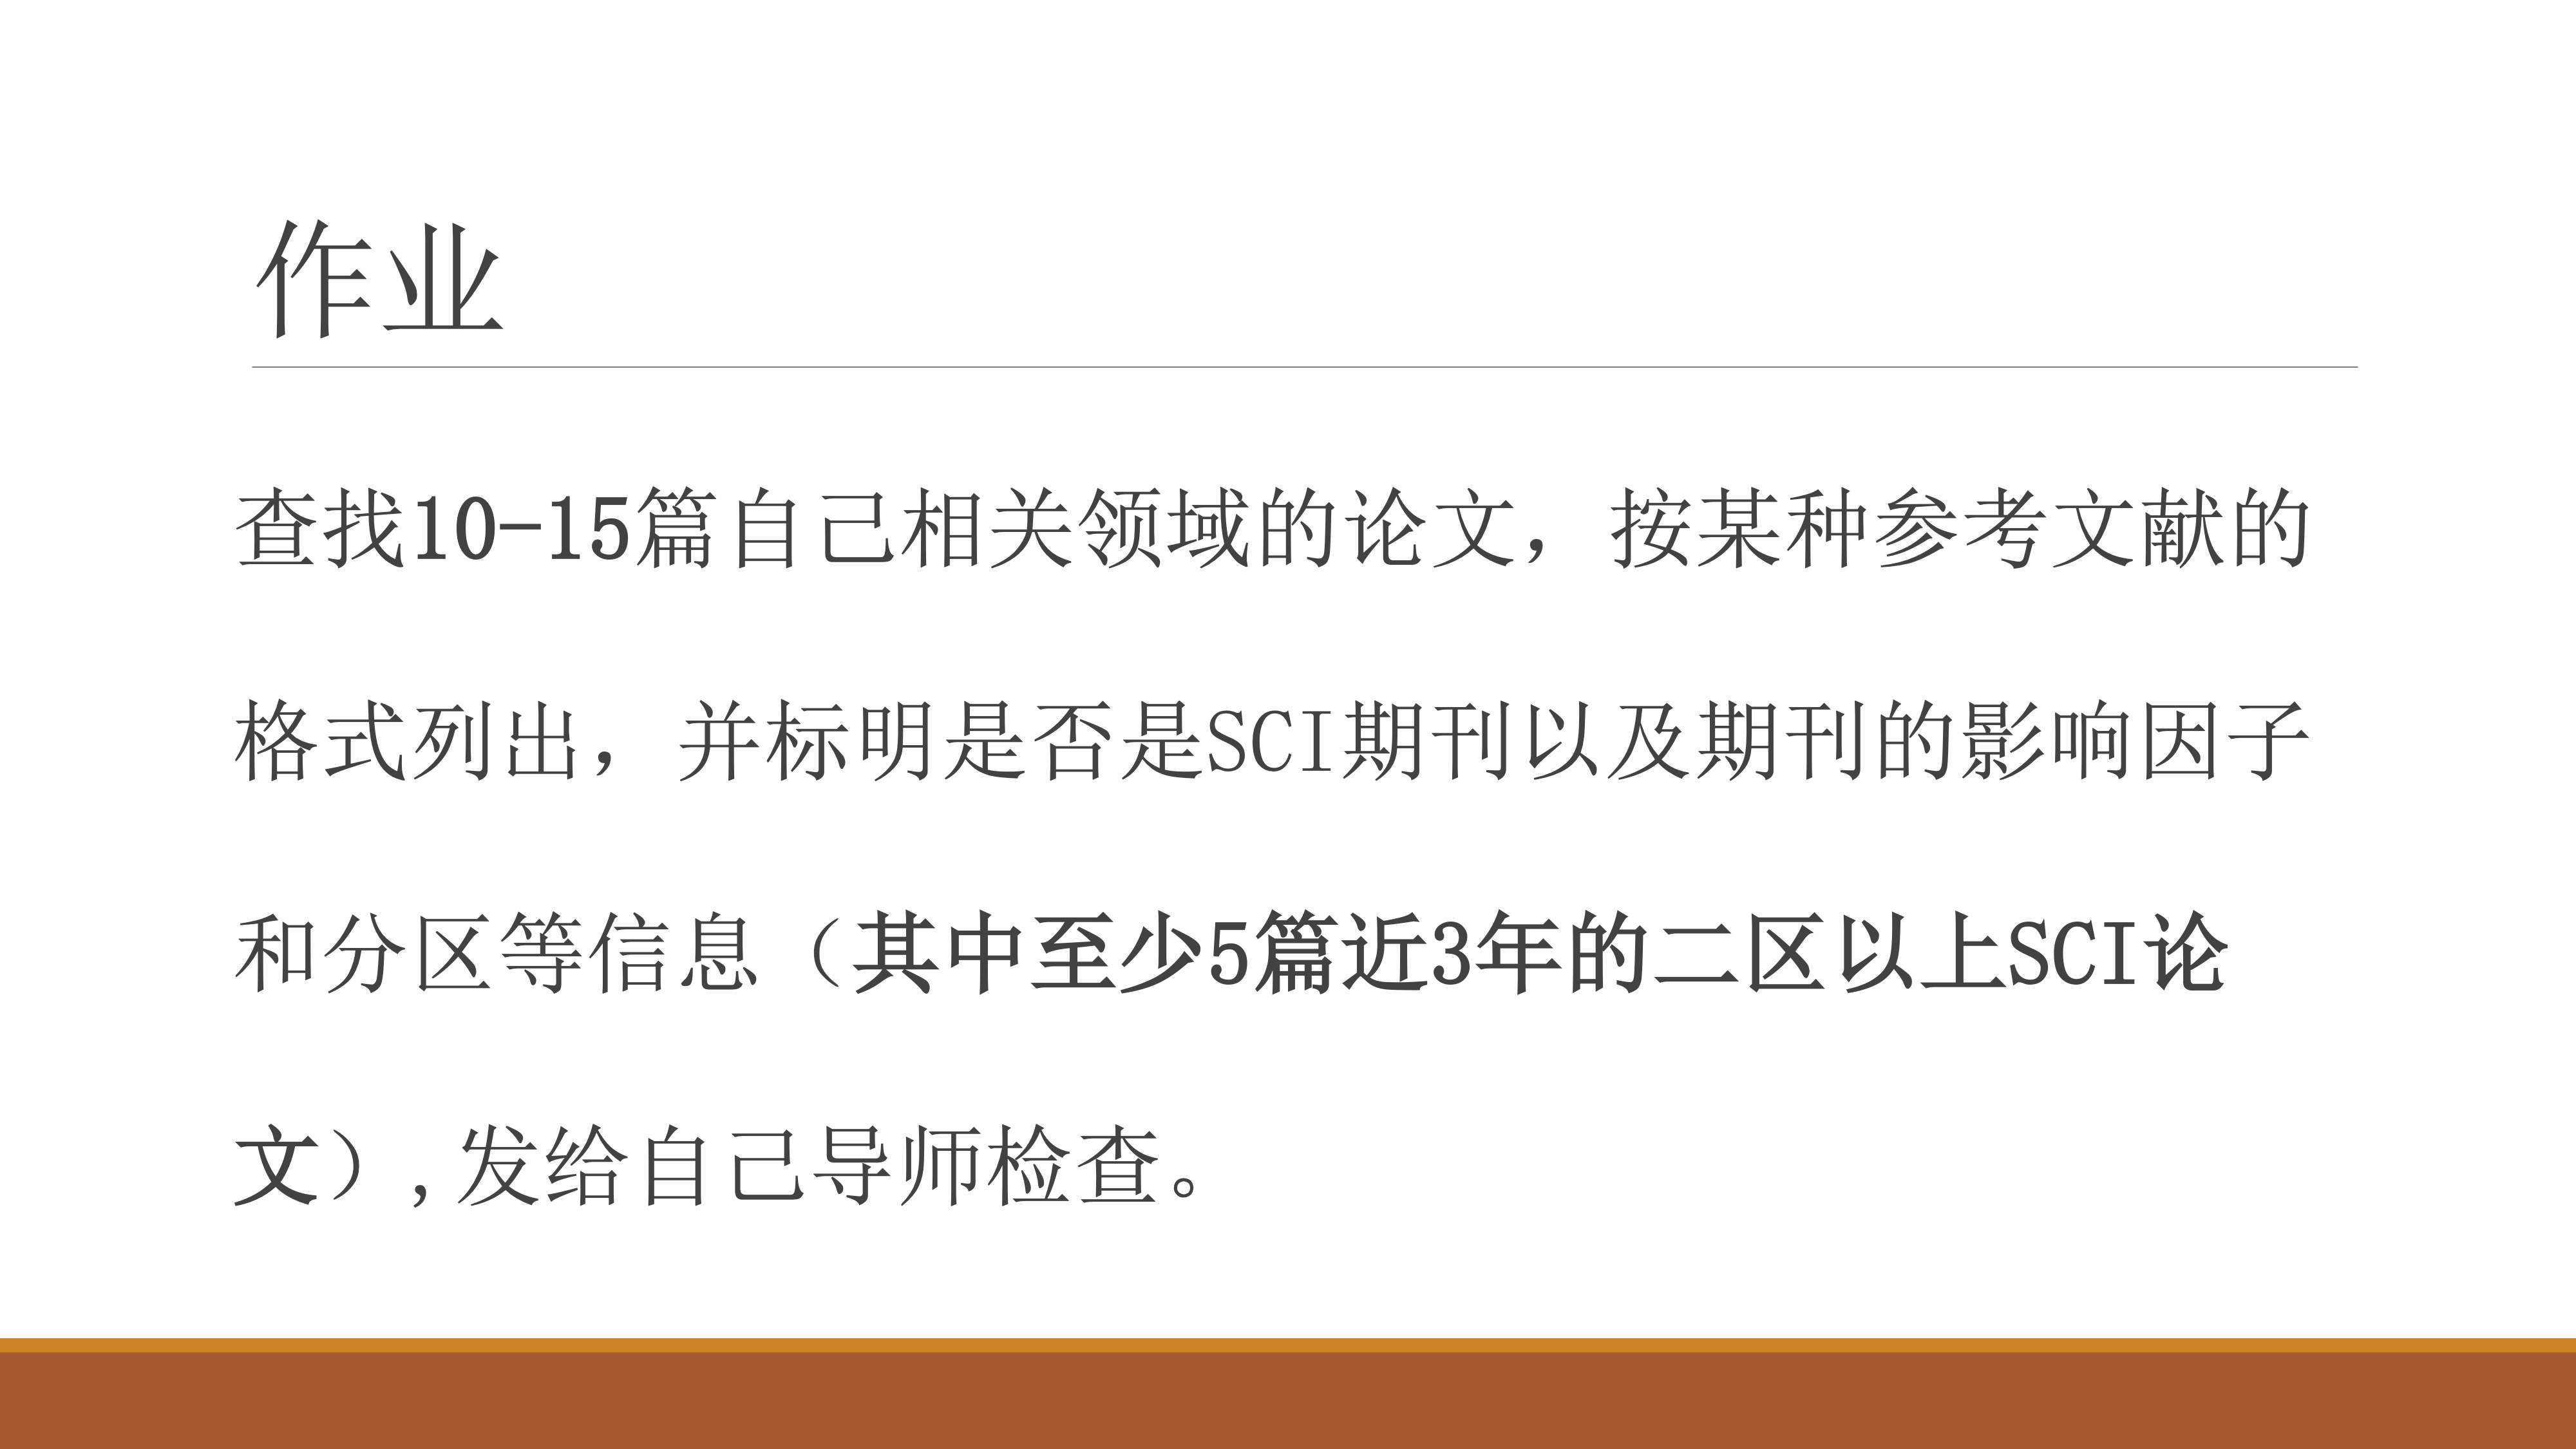 作业
查找10-15篇自己相关领域的论文，按某种参考文献的
格式列出，并标明是否是SCI期刊以及期刊的影响因子
和分区等信息（其中至少5篇近3年的二区以上SCI论
文）,发给自己导师检查。